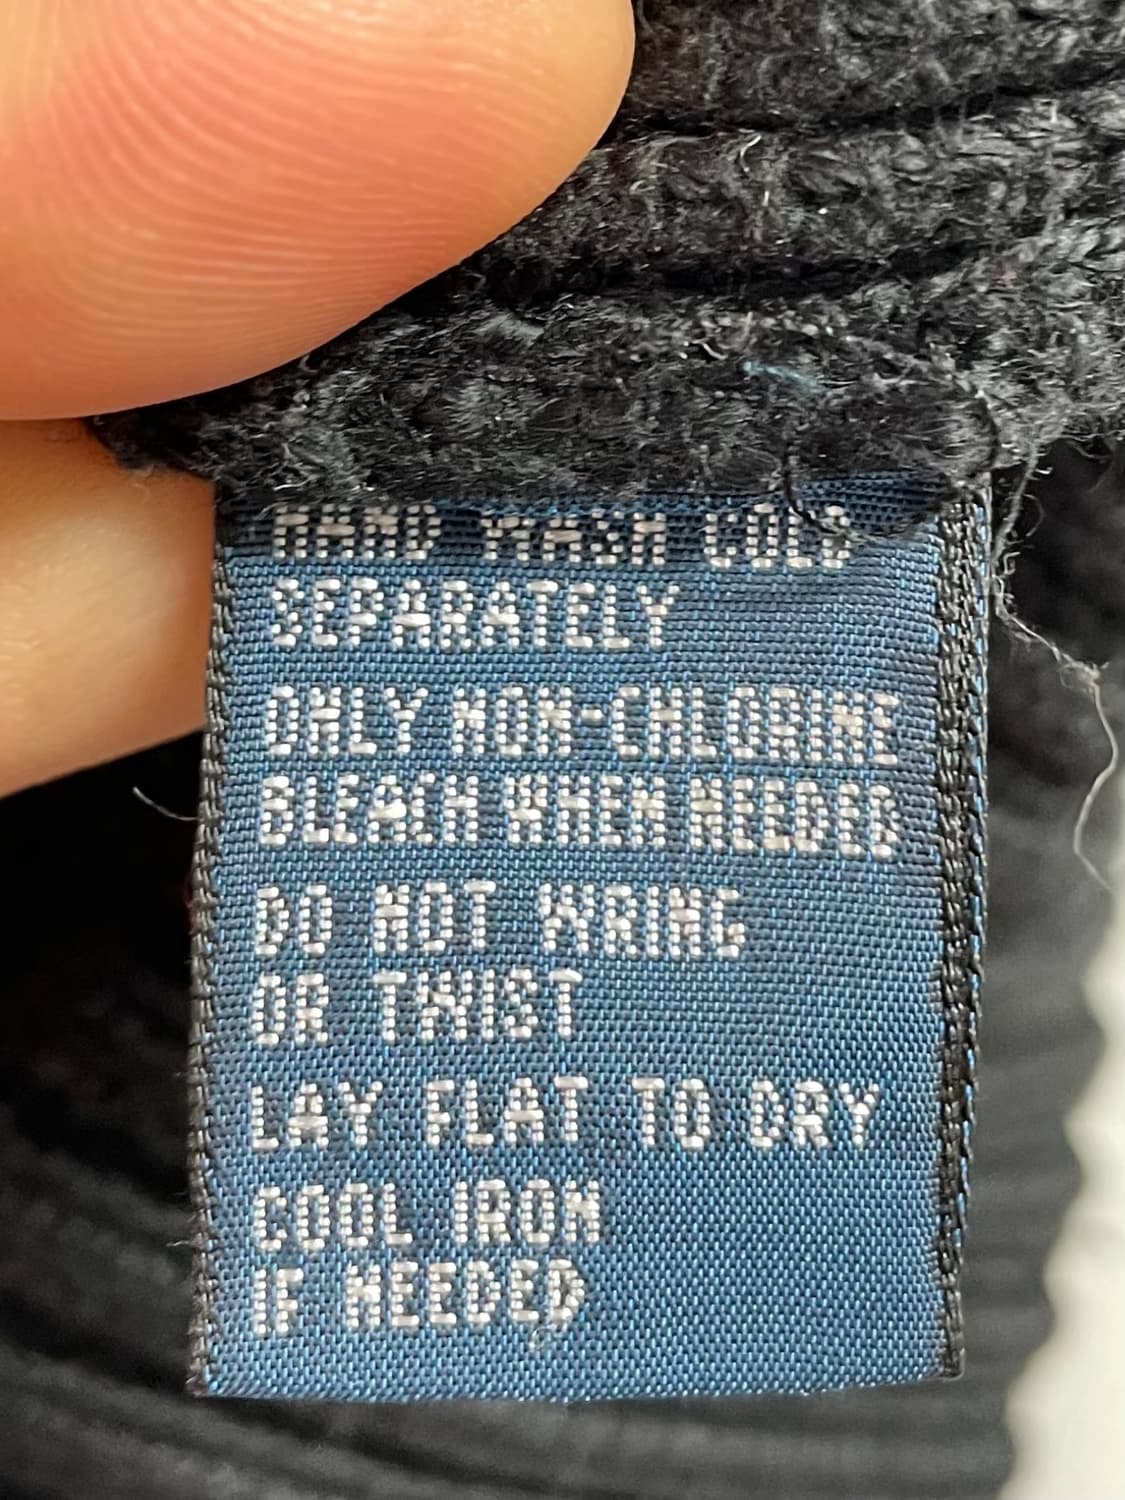 HAND WASH COLD
SEPARATELY
ONLY NON-CHLORINE
BLEACH WHEN NEEDED
DO NOT WRING
OR TWIST
LAY FLAT TO DRY
COOL IRON
IF NEEDED